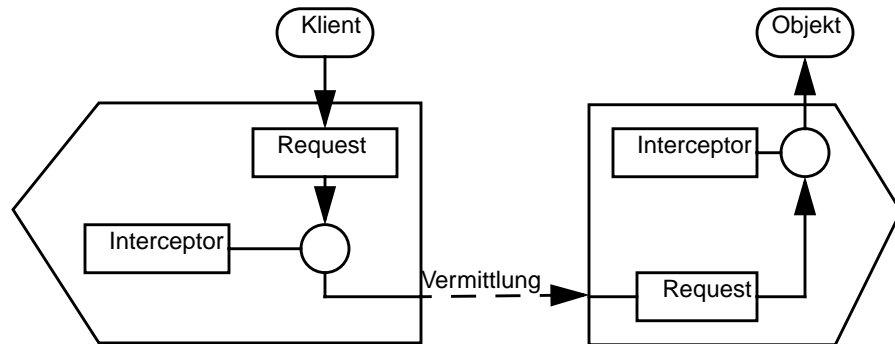 Klient
Objekt
Request
Interceptor
Interceptor
Vermittlung
Request